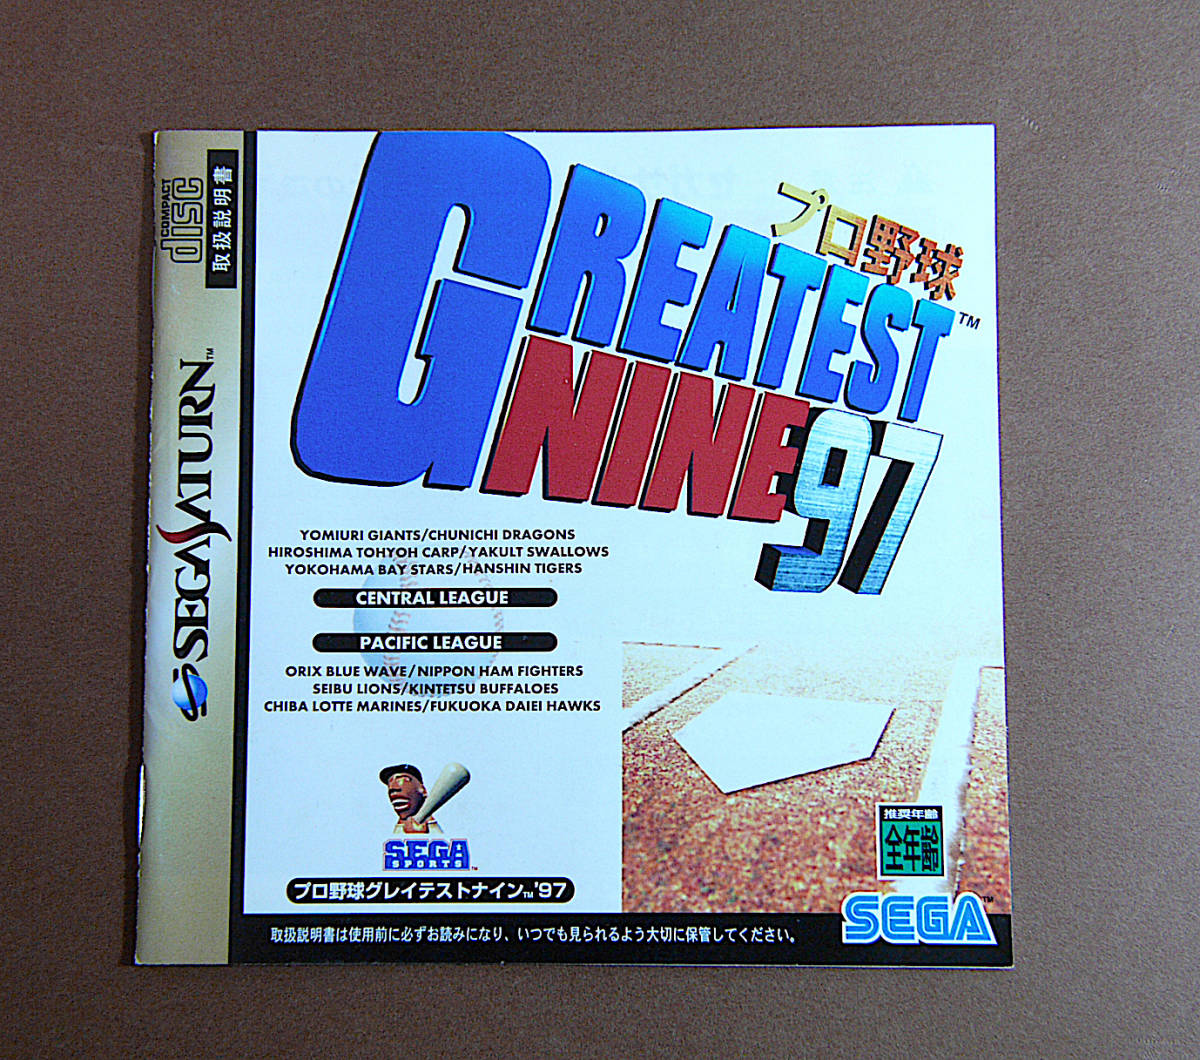 COMPACT
disc
取扱説明書
SEGA SATURN™
プロ野球
GREATEST™
NINE 97
YOMIURI GIANTS/CHUNICHI DRAGONS
HIROSHIMA TOHYOH CARP/YAKULT SWALLOWS
YOKOHAMA BAY STARS/HANSHIN TIGERS
CENTRAL LEAGUE
PACIFIC LEAGUE
ORIX BLUE WAVE/NIPPON HAM FIGHTERS
SEIBU LIONS/KINTETSU BUFFALOES
CHIBA LOTTE MARINES/FUKUOKA DAIEI HAWKS
SEGA
SPORTS™
プロ野球グレイテストナイン™'97
推奨年齢
全年齢
SEGA™
取扱説明書は使用前に必ずお読みになり、いつでも見られるよう大切に保管してください。